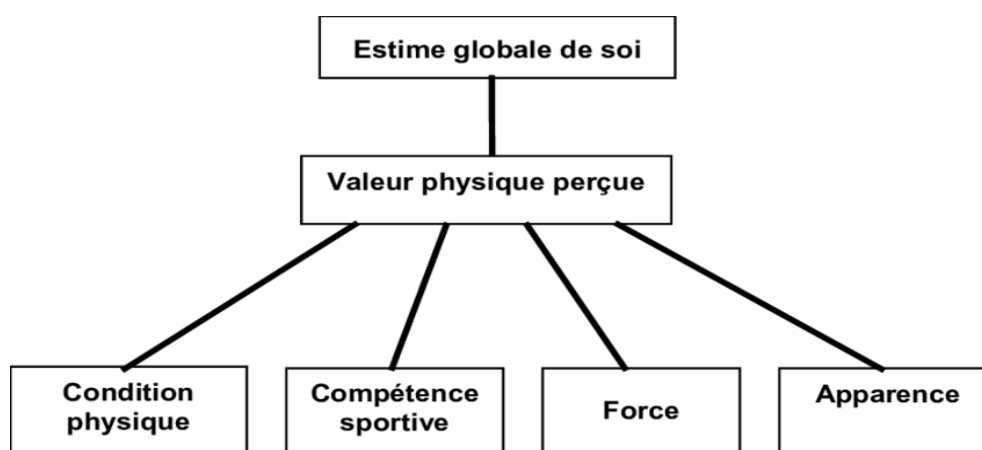 Estime globale de soi
Valeur physique perçue
Condition
physique
Compétence
sportive
Force
Apparence